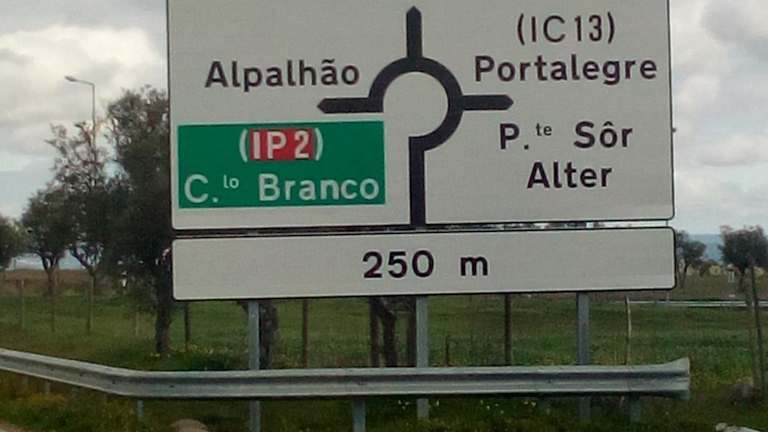 Alpalhão
(IP2)
C.lo Branco
(IC13)
Portalegre
P.te Sôr
Alter
250 m